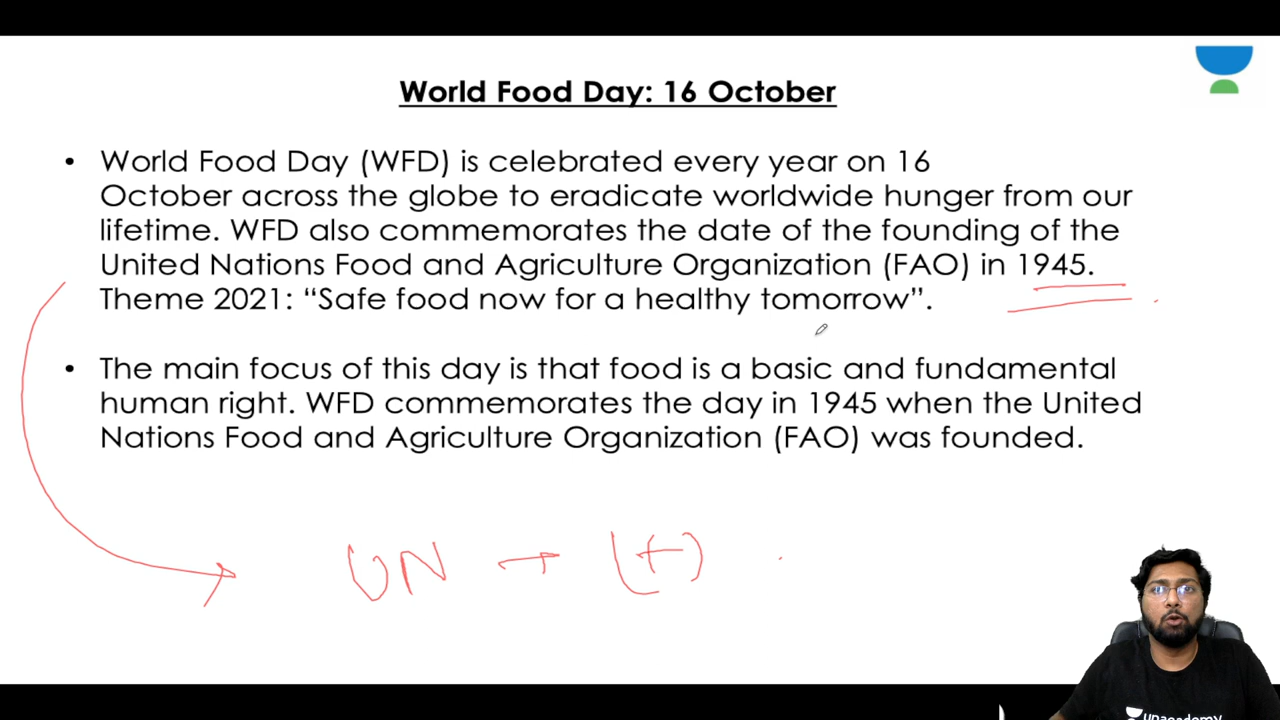 World Food Day: 16 October
• World Food Day (WFD) is celebrated every year on 16
October across the globe to eradicate worldwide hunger from our
lifetime. WFD also commemorates the date of the founding of the
United Nations Food and Agriculture Organization (FAO) in 1945.
Theme 2021: “Safe food now for a healthy tomorrow”.
• The main focus of this day is that food is a basic and fundamental
human right. WFD commemorates the day in 1945 when the United
Nations Food and Agriculture Organization (FAO) was founded.
UN → (+)
unacademy